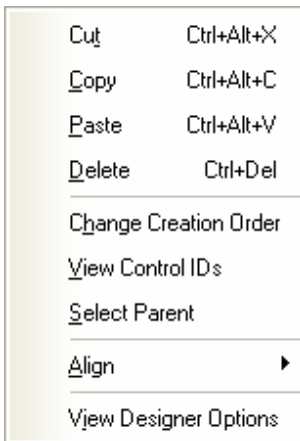 Cut Ctrl+Alt+X
Copy Ctrl+Alt+C
Paste Ctrl+Alt+V
Delete Ctrl+Del
Change Creation Order
View Control IDs
Select Parent
Align
View Designer Options